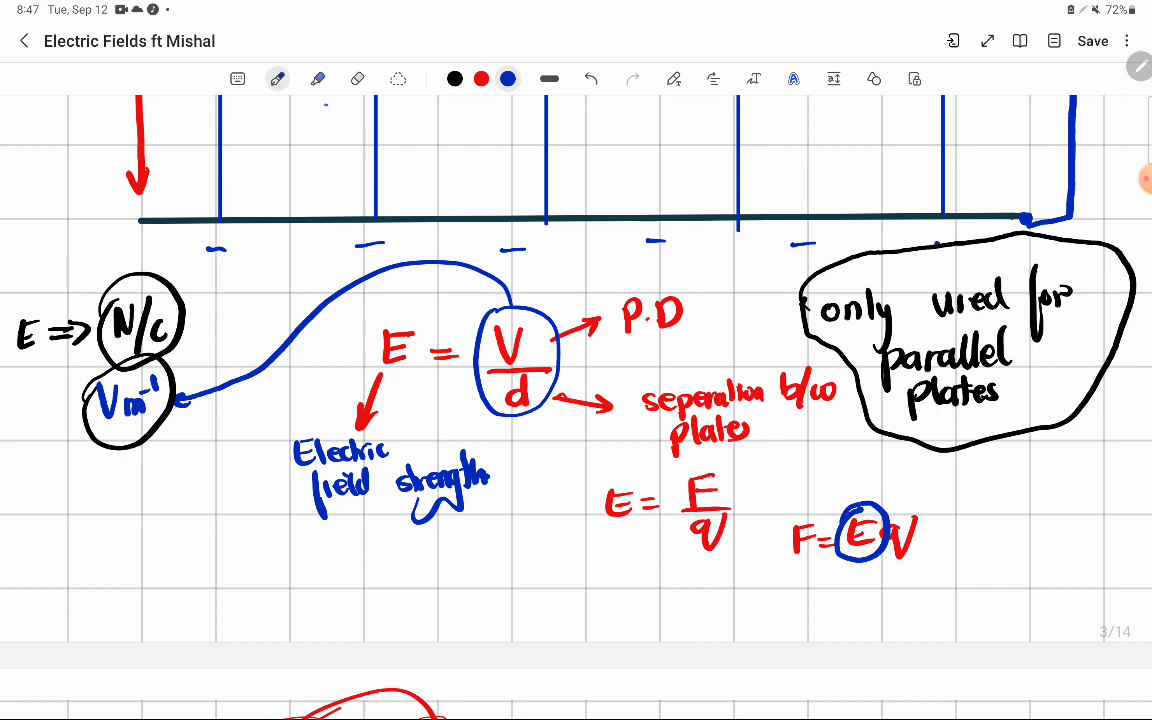 8:47 Tue, Sep 12
72%
Electric Fields ft Mishal
Save
E => N/C
Vm⁻¹
E = V/d
P.D
seperation b/w
plates
only used for
parallel
plates
Electric
field strength
E = F/q
F = Eq
3/14